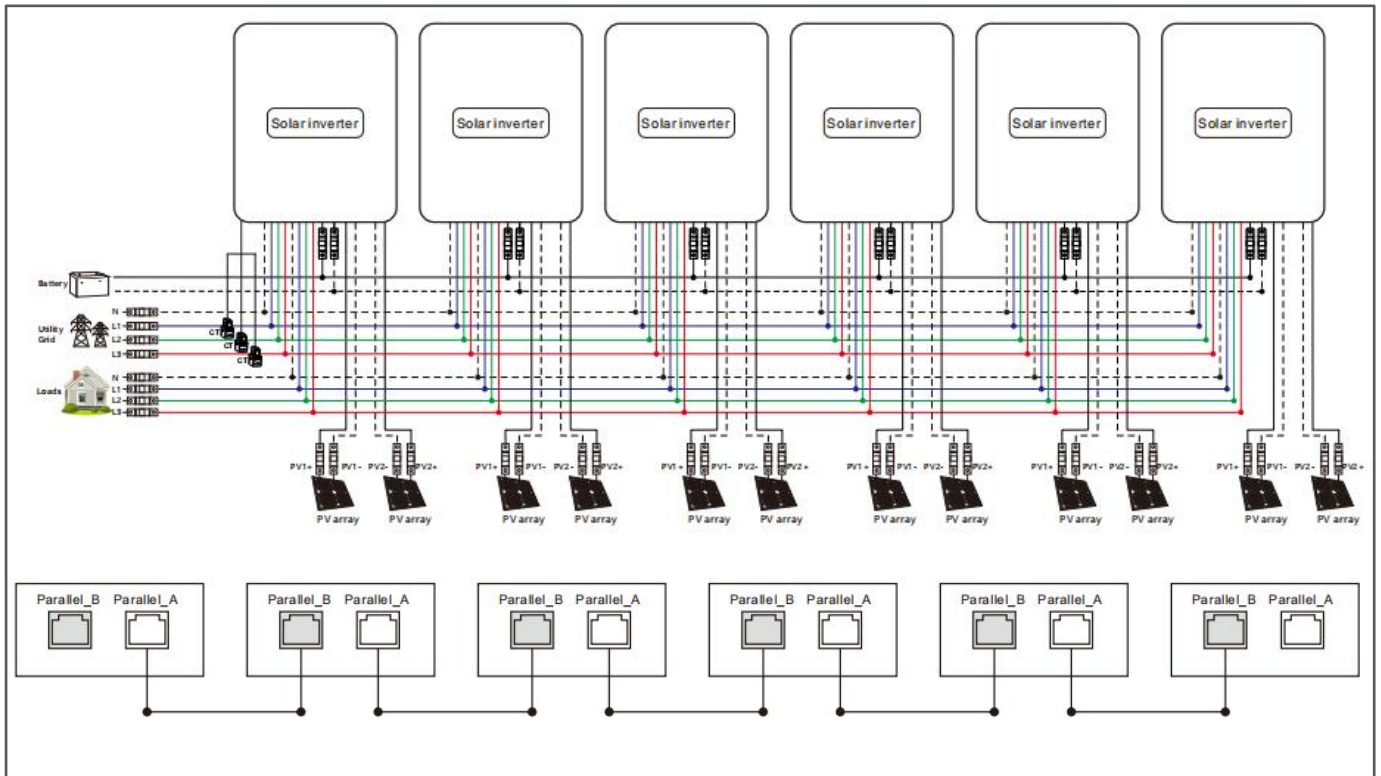 Solar inverter Solar inverter Solar inverter Solar inverter Solar inverter Solar inverter
Battery
N
Utility Grid
L1
L2
L3
CT
CT
CT
N
Loads
L1
L2
L3
PV1+ PV1- PV2- PV2+ PV1+ PV1- PV2- PV2+ PV1+ PV1- PV2- PV2+ PV1+ PV1- PV2- PV2+ PV1+ PV1- PV2- PV2+ PV1+ PV1- PV2- PV2+
PV array PV array PV array PV array PV array PV array PV array PV array PV array PV array PV array PV array
Parallel_B Parallel_A Parallel_B Parallel_A Parallel_B Parallel_A Parallel_B Parallel_A Parallel_B Parallel_A Parallel_B Parallel_A